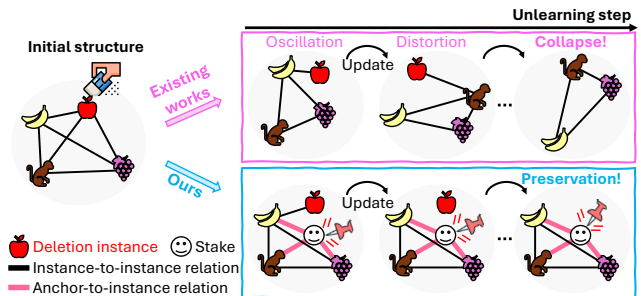 Unlearning step
Initial structure
Existing works
Ours
Oscillation
Distortion
Collapse!
Update
...
Preservation!
Update
...
Deletion instance
Stake
Instance-to-instance relation
Anchor-to-instance relation